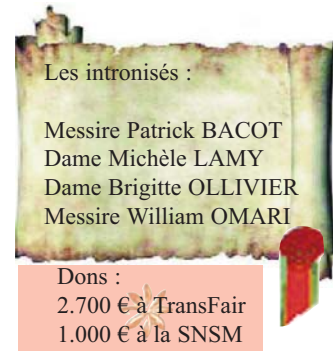 Les intronisés :
Messire Patrick BACOT
Dame Michèle LAMY
Dame Brigitte OLLIVIER
Messire William OMARI
Dons :
2.700 € à TransFair
1.000 € à la SNSM